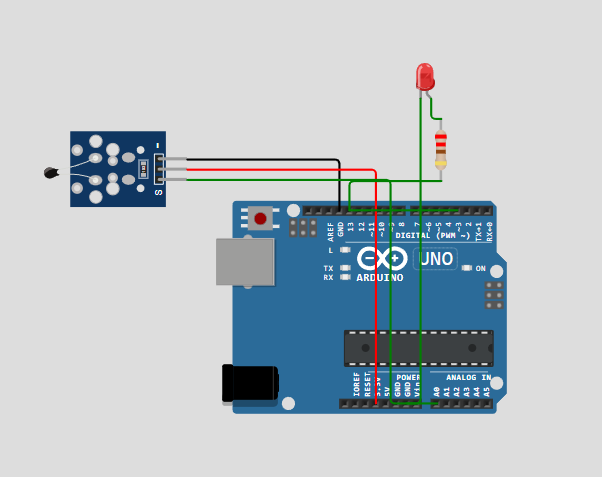 S
AREF
GND
13
12
~11
~10
~9
8
7
~6
~5
4
~3
2
TX→1
RX←0
DIGITAL (PWM ~)
L
TX
RX
UNO
ON
ARDUINO
POWER
ANALOG IN
IOREF
RESET
3.3V
5V
GND
GND
Vin
A0
A1
A2
A3
A4
A5